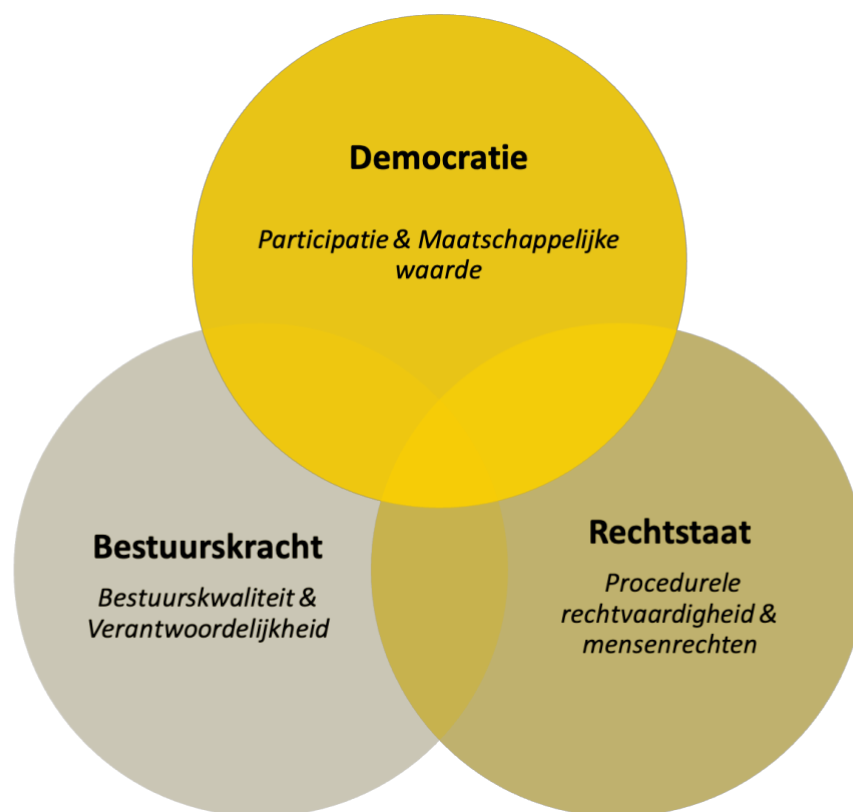 Democratie
Participatie & Maatschappelijke
waarde
Bestuurskracht
Bestuurskwaliteit &
Verantwoordelijkheid
Rechtstaat
Procedurele
rechtvaardigheid &
mensenrechten